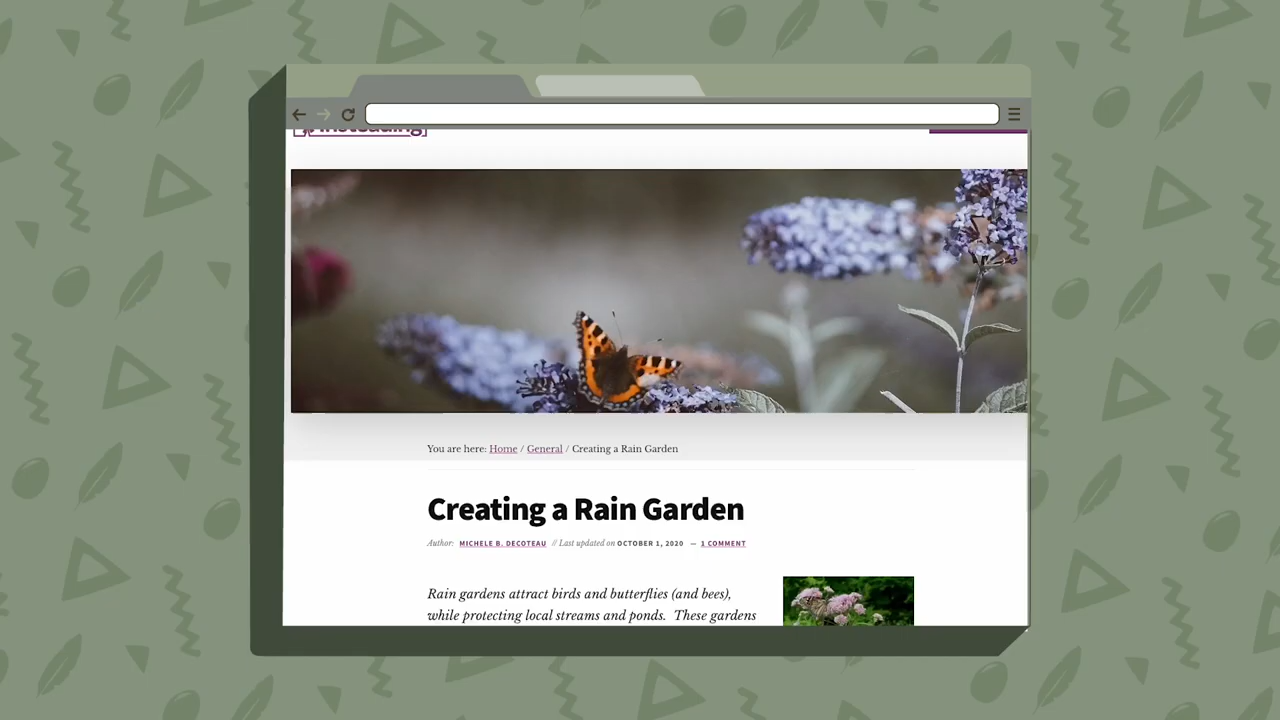 You are here: Home / General / Creating a Rain Garden
Creating a Rain Garden
Author: MICHELE B. DECOTEAU // Last updated on OCTOBER 1, 2020 — 1 COMMENT
Rain gardens attract birds and butterflies (and bees),
while protecting local streams and ponds. These gardens